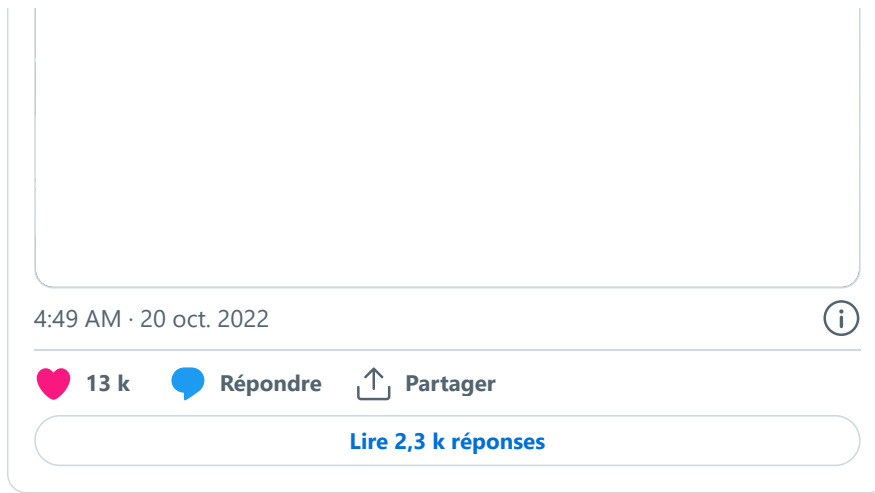 4:49 AM · 20 oct. 2022
13 k Répondre Partager
Lire 2,3 k réponses